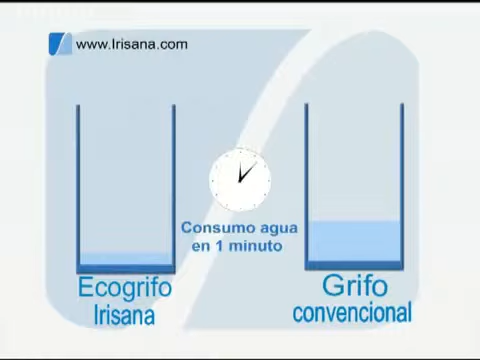 www.Irisana.com
Consumo agua
en 1 minuto
Ecogrifo
Irisana
Grifo
convencional